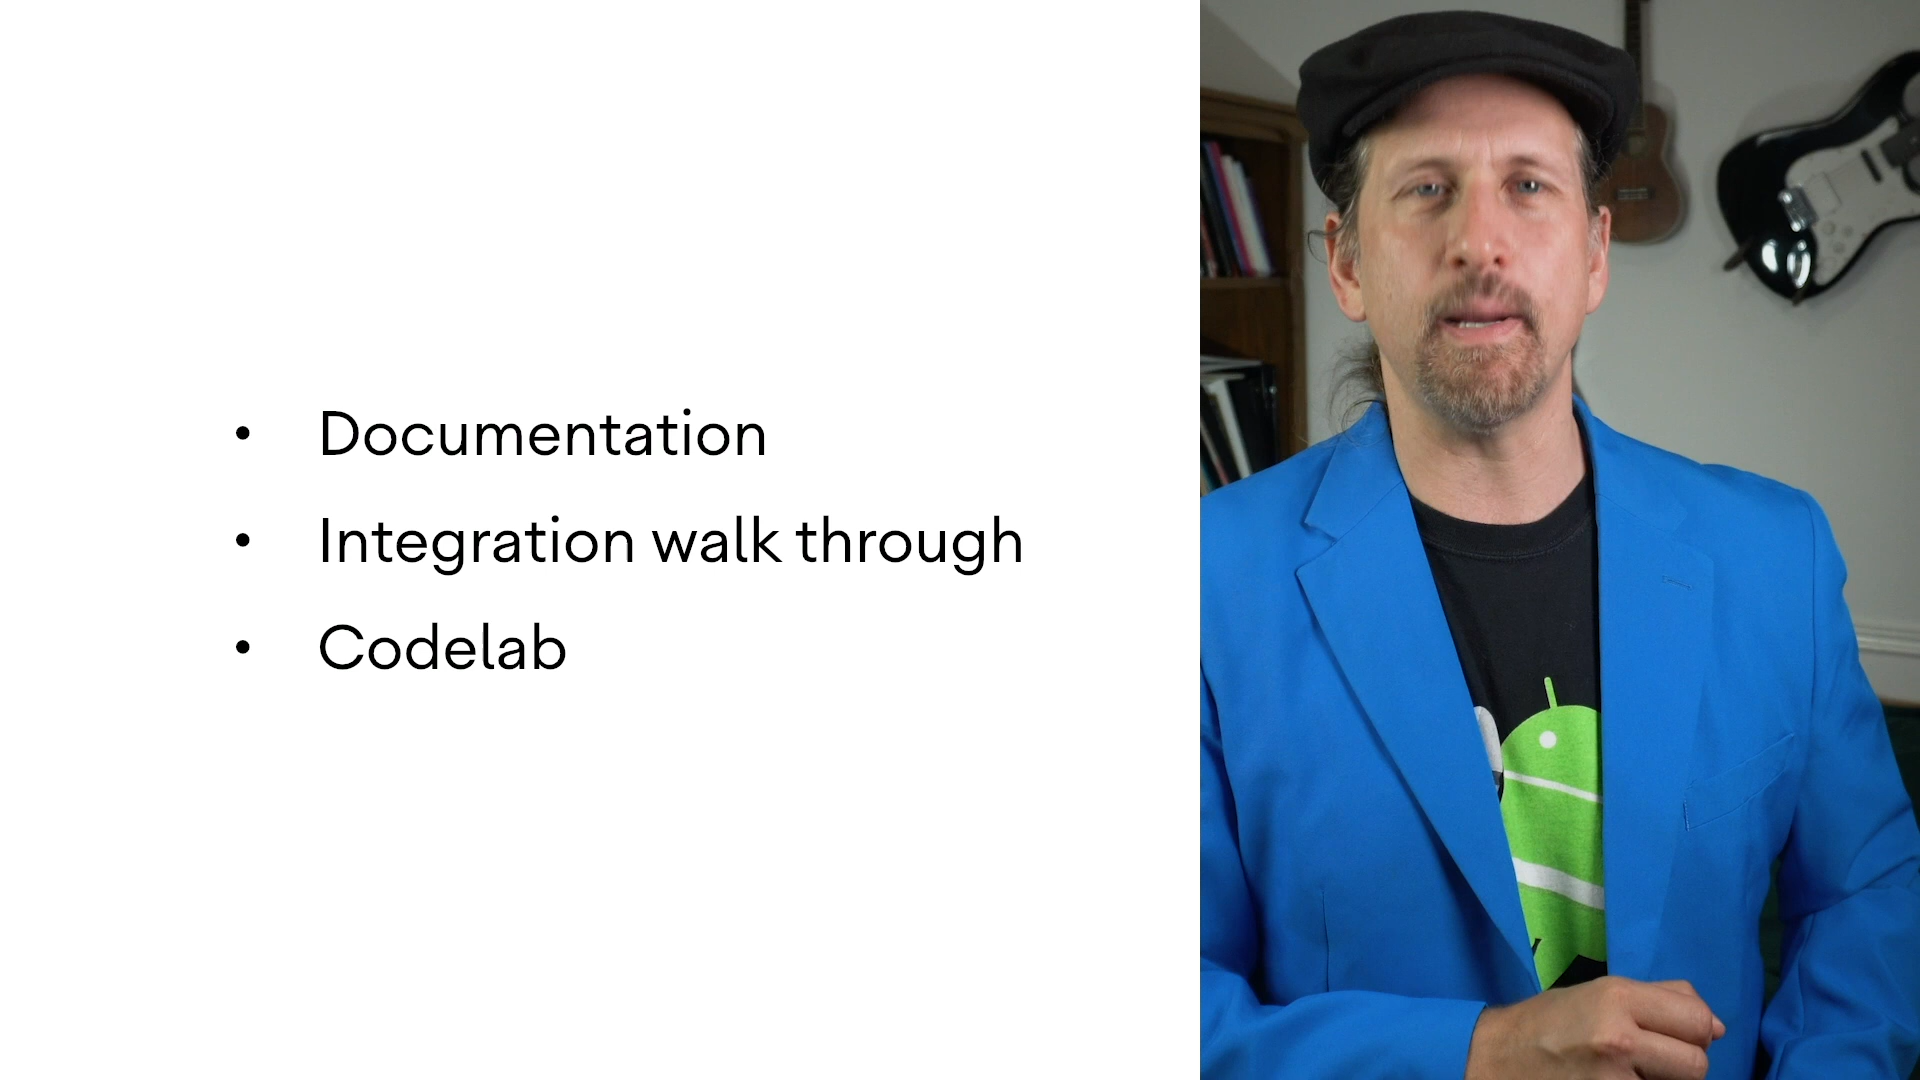 • Documentation
• Integration walk through
• Codelab